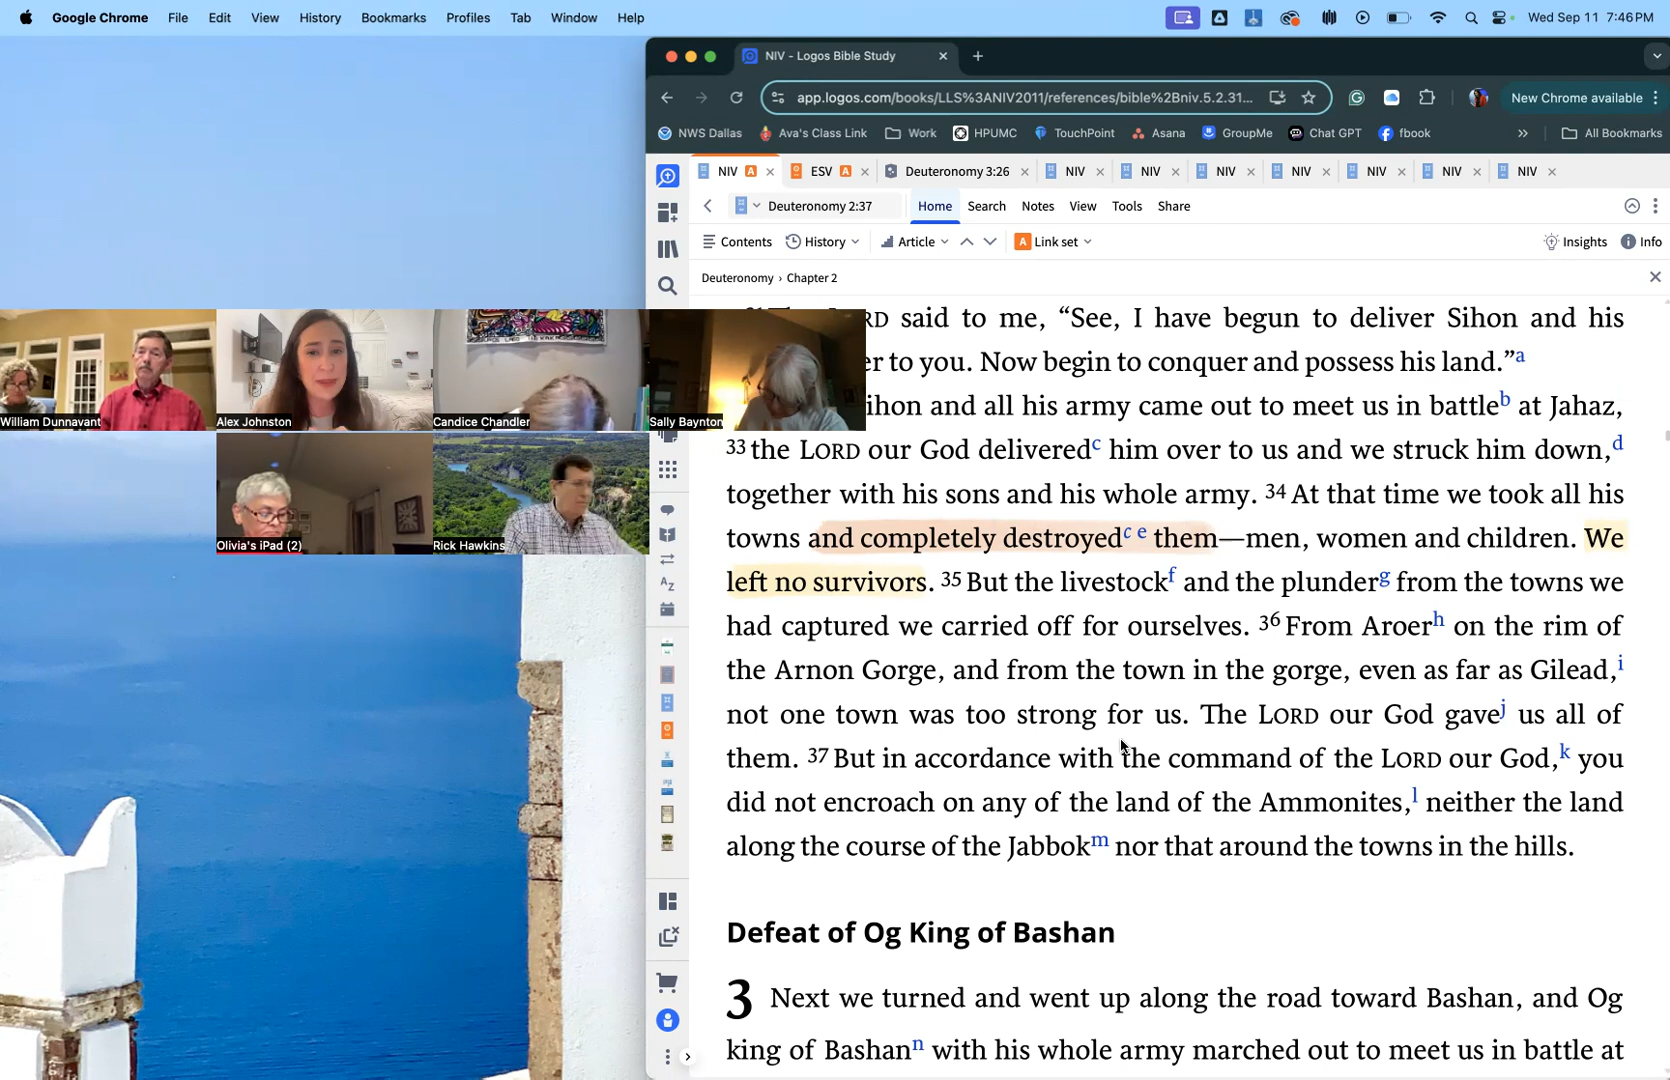 Google Chrome File Edit View History Bookmarks Profiles Tab Window Help Wed Sep 11 7:46 PM
NIV - Logos Bible Study
app.logos.com/books/LLS%3ANIV2011/references/bible%2Bniv.5.2.31... New Chrome available
NWS Dallas Ava's Class Link Work HPUMC TouchPoint Asana GroupMe Chat GPT fbook » All Bookmarks
NIV A ESV A Deuteronomy 3:26 NIV NIV NIV NIV NIV NIV NIV
Deuteronomy 2:37 Home Search Notes View Tools Share
Contents History Article A Link set Insights Info
Deuteronomy › Chapter 2
said to me, “See, I have begun to deliver Sihon and his
er to you. Now begin to conquer and possess his land.”a
ihon and all his army came out to meet us in battleb at Jahaz,
33 the LORD our God deliveredc him over to us and we struck him down,d
together with his sons and his whole army. 34 At that time we took all his
towns and completely destroyedc e them—men, women and children. We
left no survivors. 35 But the livestockf and the plunderg from the towns we
had captured we carried off for ourselves. 36 From Aroerh on the rim of
the Arnon Gorge, and from the town in the gorge, even as far as Gilead,i
not one town was too strong for us. The LORD our God gavej us all of
them. 37 But in accordance with the command of the LORD our God,k you
did not encroach on any of the land of the Ammonites,l neither the land
along the course of the Jabbokm nor that around the towns in the hills.
Defeat of Og King of Bashan
3 Next we turned and went up along the road toward Bashan, and Og
king of Bashann with his whole army marched out to meet us in battle at
William Dunnavant
Alex Johnston
Candice Chandler
Sally Baynton
Olivia's iPad (2)
Rick Hawkins